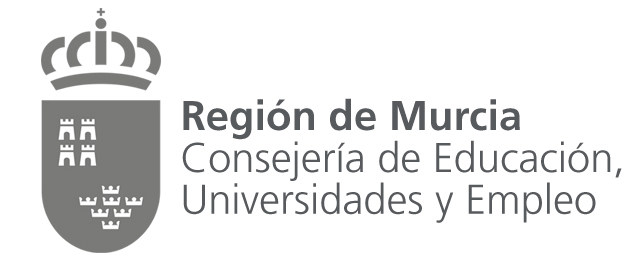 Región de Murcia
Consejería de Educación,
Universidades y Empleo